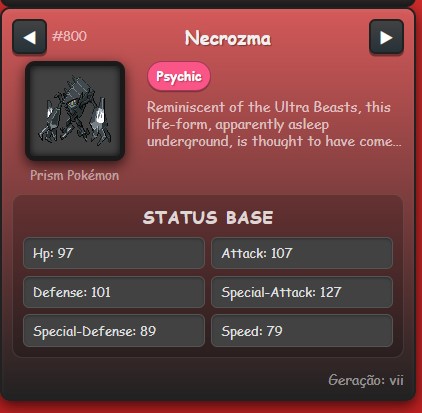 #800
Necrozma
Psychic
Reminiscent of the Ultra Beasts, this
life-form, apparently asleep
underground, is thought to have come...
Prism Pokémon
STATUS BASE
Hp: 97
Attack: 107
Defense: 101
Special-Attack: 127
Special-Defense: 89
Speed: 79
Geração: vii